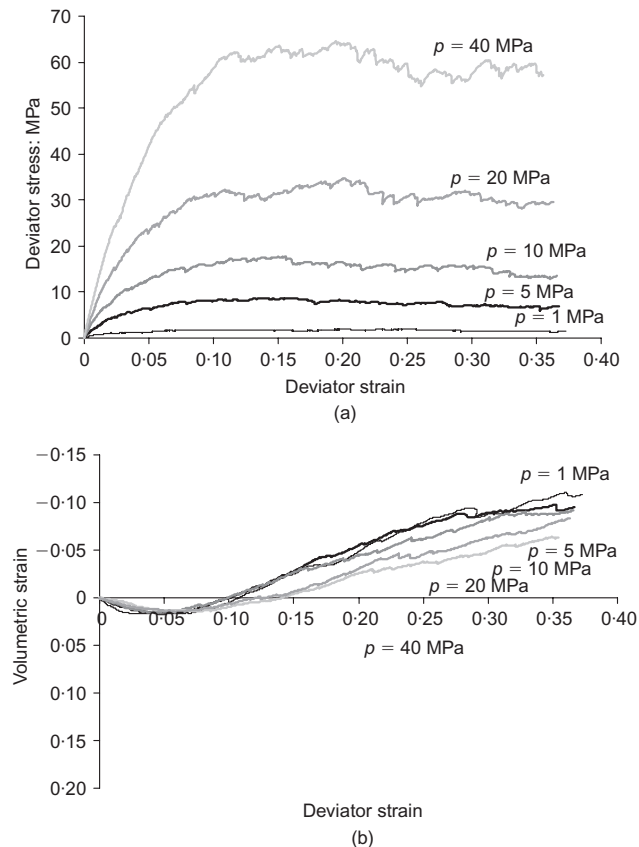 70
60
50
40
30
20
10
0
Deviator stress: MPa
p = 40 MPa
p = 20 MPa
p = 10 MPa
p = 5 MPa
p = 1 MPa
0 0·05 0·10 0·15 0·20 0·25 0·30 0·35 0·40
Deviator strain
(a)
−0·15
−0·10
−0·05
0
0·05
0·10
0·15
0·20
Volumetric strain
p = 1 MPa
p = 5 MPa
p = 10 MPa
p = 20 MPa
0 0·05 0·10 0·15 0·20 0·25 0·30 0·35 0·40
p = 40 MPa
Deviator strain
(b)